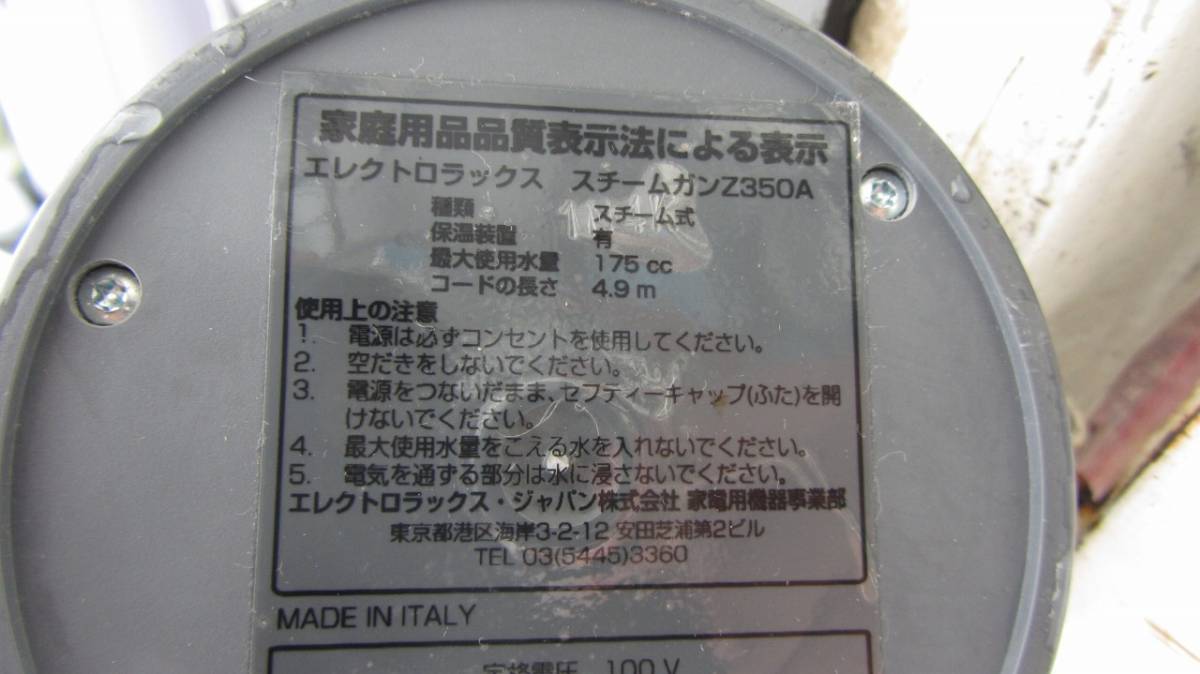 家庭用品品質表示法による表示
エレクトロラックス スチームガンZ350A
種類 スチーム式
保温装置 有
最大使用水量 175 cc
コードの長さ 4.9 m
使用上の注意
1. 電源は必ずコンセントを使用してください。
2. 空だきをしないでください。
3. 電源をつないだまま、セフティーキャップ(ふた)を開
けないでください。
4. 最大使用水量をこえる水を入れないでください。
5. 電気を通ずる部分は水に浸さないでください。
エレクトロラックス・ジャパン株式会社 家電用機器事業部
東京都港区海岸3-2-12 安田芝浦第2ビル
TEL 03(5445)3360
MADE IN ITALY
定格電圧 100 V